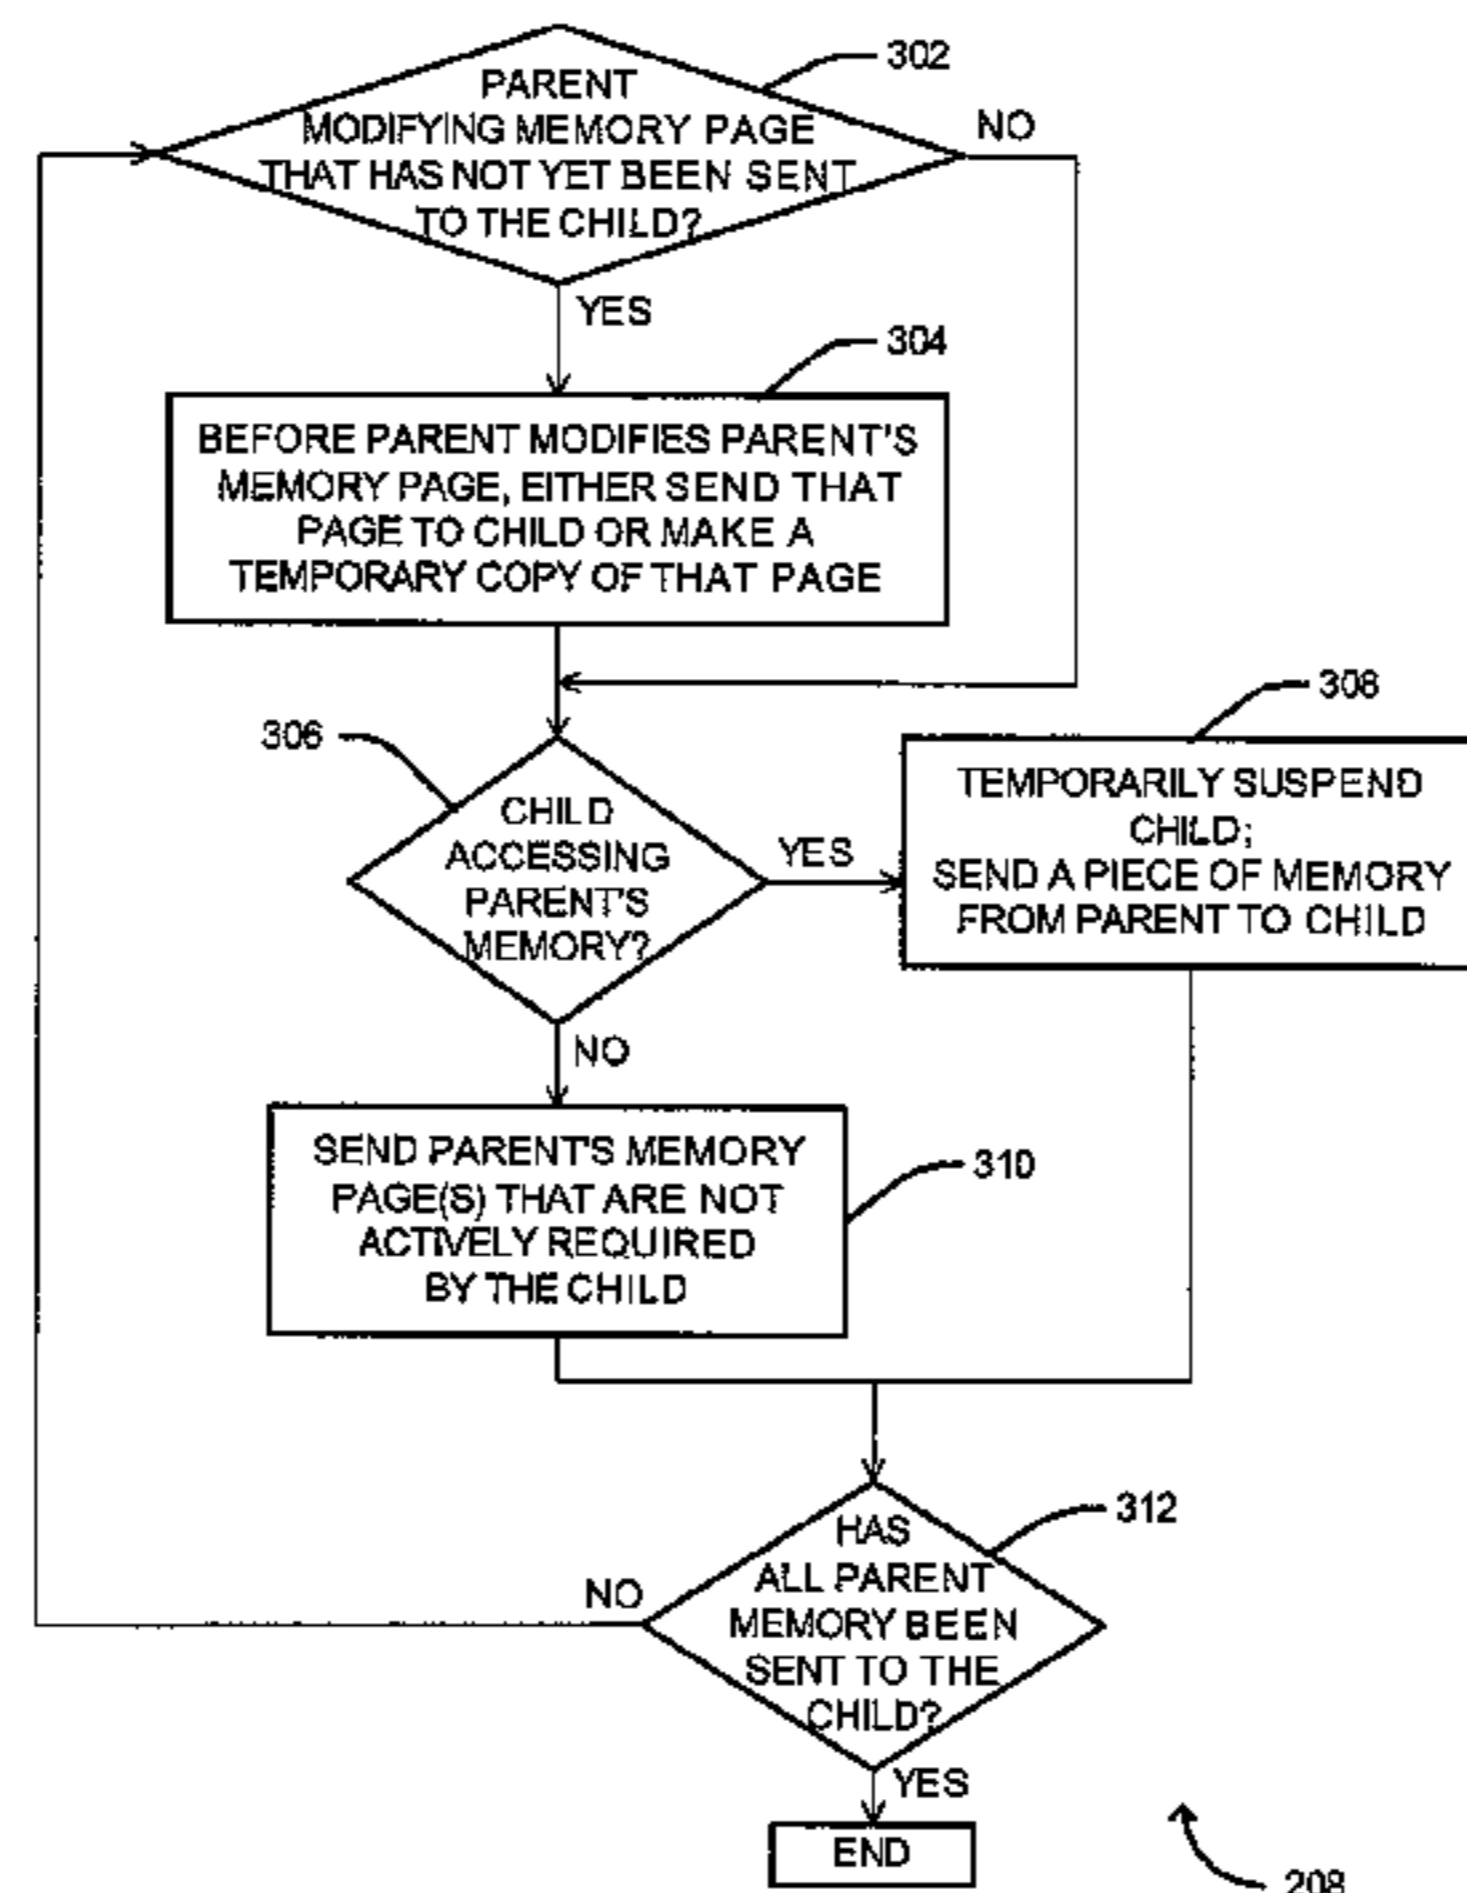 302
PARENT
MODIFYING MEMORY PAGE
THAT HAS NOT YET BEEN SENT
TO THE CHILD?
NO
YES
304
BEFORE PARENT MODIFIES PARENT'S
MEMORY PAGE, EITHER SEND THAT
PAGE TO CHILD OR MAKE A
TEMPORARY COPY OF THAT PAGE
306
CHILD
ACCESSING
PARENT'S
MEMORY?
YES
308
TEMPORARILY SUSPEND
CHILD;
SEND A PIECE OF MEMORY
FROM PARENT TO CHILD
NO
SEND PARENT'S MEMORY
PAGE(S) THAT ARE NOT
ACTIVELY REQUIRED
BY THE CHILD
310
312
HAS
ALL PARENT
MEMORY BEEN
SENT TO THE
CHILD?
NO
YES
END
208